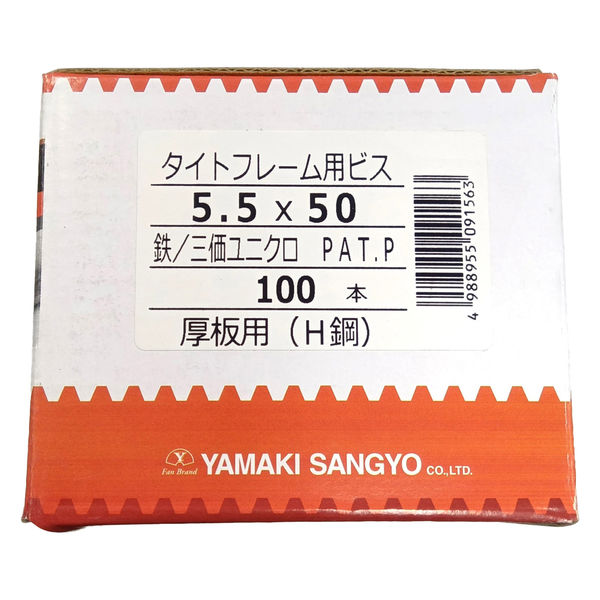 タイトフレーム用ビス
5.5 x 50
鉄／三価ユニクロ PAT.P
100 本
厚板用（H鋼）
4 988955 091563
Fan Brand
YAMAKI SANGYO CO.,LTD.